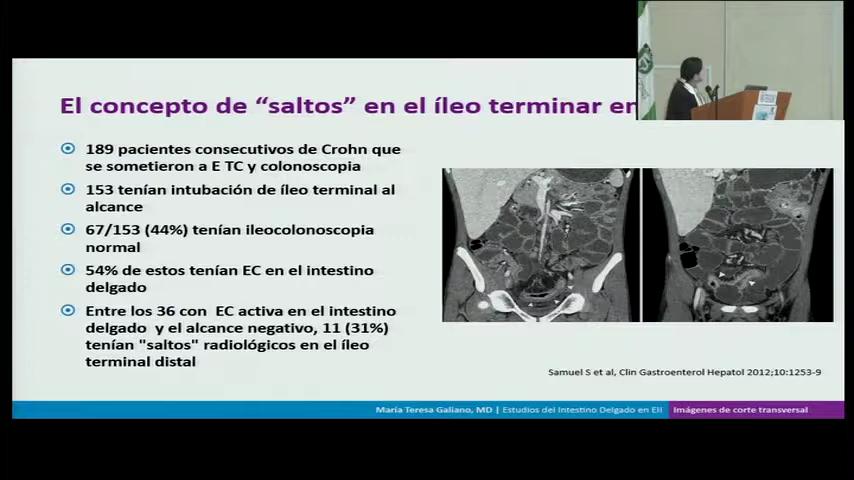 El concepto de “saltos” en el íleo terminar en
189 pacientes consecutivos de Crohn que
se sometieron a E TC y colonoscopia
153 tenían intubación de íleo terminal al
alcance
67/153 (44%) tenían ileocolonoscopia
normal
54% de estos tenían EC en el intestino
delgado
Entre los 36 con EC activa en el intestino
delgado y el alcance negativo, 11 (31%)
tenían "saltos" radiológicos en el íleo
terminal distal
Samuel S et al, Clin Gastroenterol Hepatol 2012;10:1253-9
María Teresa Galiano, MD | Estudios del Intestino Delgado en EII
Imágenes de corte transversal